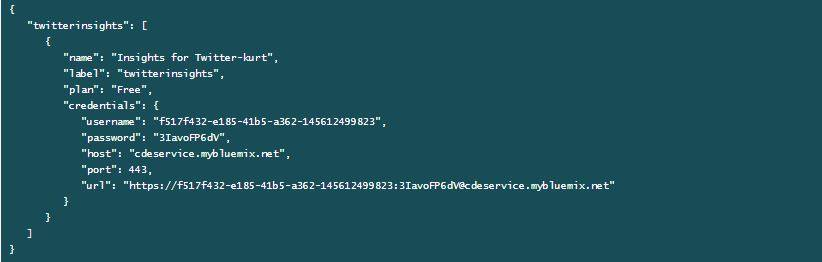 {
"twitterinsights": [
{
"name": "Insights for Twitter-kurt",
"label": "twitterinsights",
"plan": "Free",
"credentials": {
"username": "f517f432-e185-41b5-a362-145612499823",
"password": "3IavoFP6dV",
"host": "cdeservice.mybluemix.net",
"port": 443,
"url": "https://f517f432-e185-41b5-a362-145612499823:3IavoFP6dV@cdeservice.mybluemix.net"
}
}
]
}